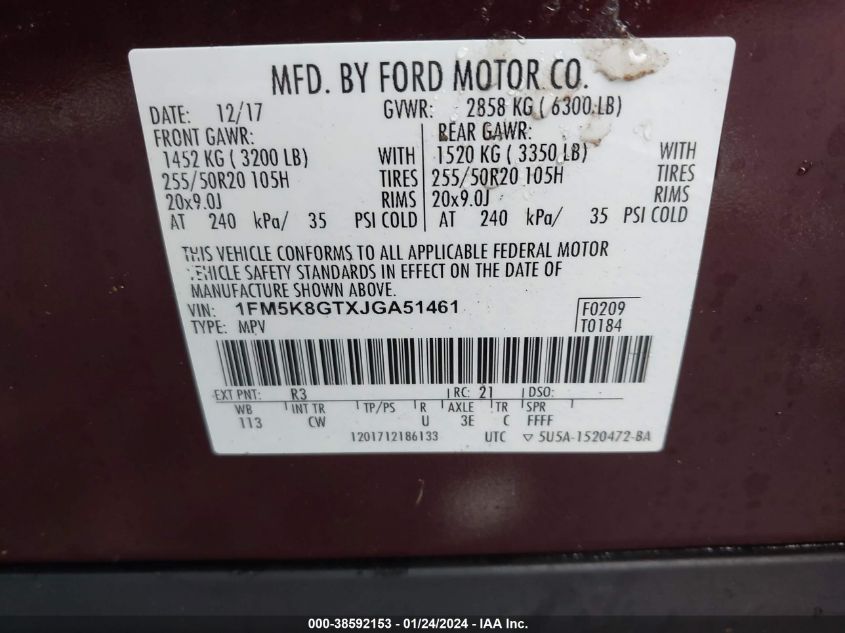 MFD. BY FORD MOTOR CO.
DATE: 12/17 GVWR: 2858 KG ( 6300 LB)
FRONT GAWR: REAR GAWR:
1452 KG ( 3200 LB) WITH 1520 KG ( 3350 LB) WITH
255/50R20 105H TIRES 255/50R20 105H TIRES
20x9.0J RIMS 20x9.0J RIMS
AT 240 kPa/ 35 PSI COLD AT 240 kPa/ 35 PSI COLD
THIS VEHICLE CONFORMS TO ALL APPLICABLE FEDERAL MOTOR
VEHICLE SAFETY STANDARDS IN EFFECT ON THE DATE OF
MANUFACTURE SHOWN ABOVE.
VIN: 1FM5K8GTXJGA51461 F0209
TYPE: MPV T0184
EXT PNT: R3 RC: 21 DSO:
WB INT TR TP/PS R AXLE TR SPR
113 CW U 3E C FFFF
1201712186133 UTC ▽ 5U5A-1520472-BA
000-38592153 - 01/24/2024 - IAA Inc.